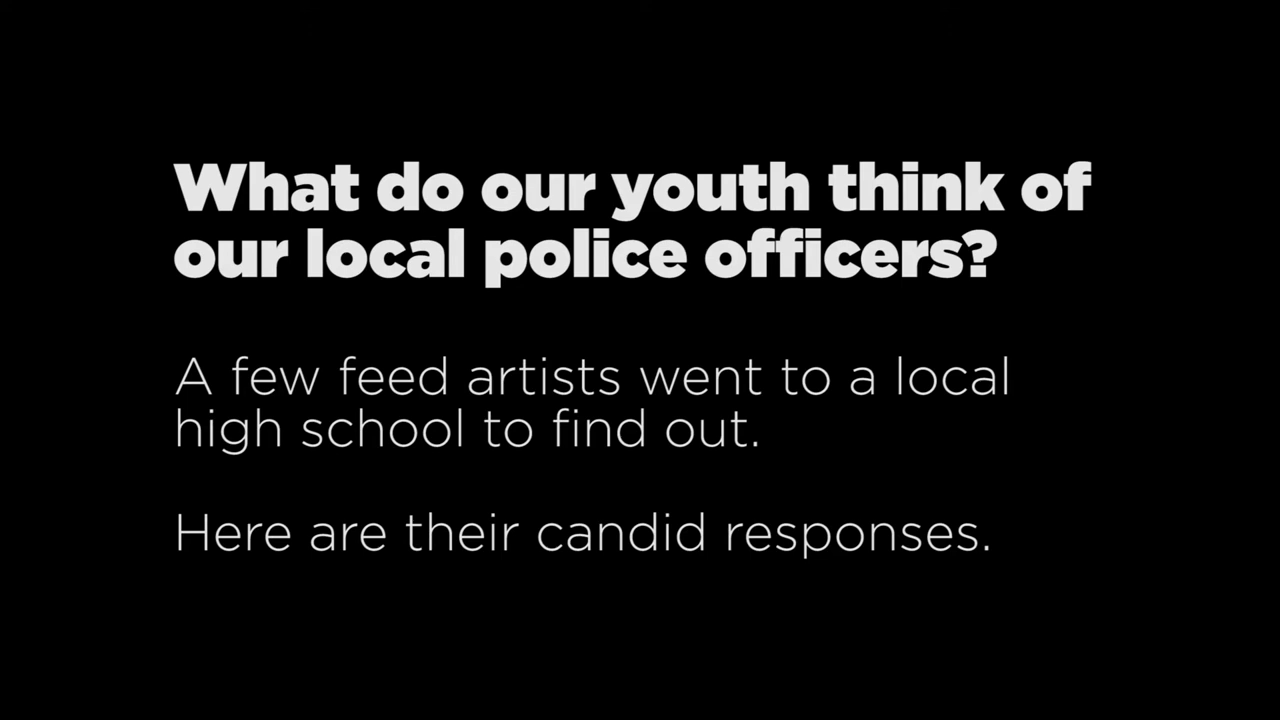 What do our youth think of
our local police officers?
A few feed artists went to a local
high school to find out.
Here are their candid responses.